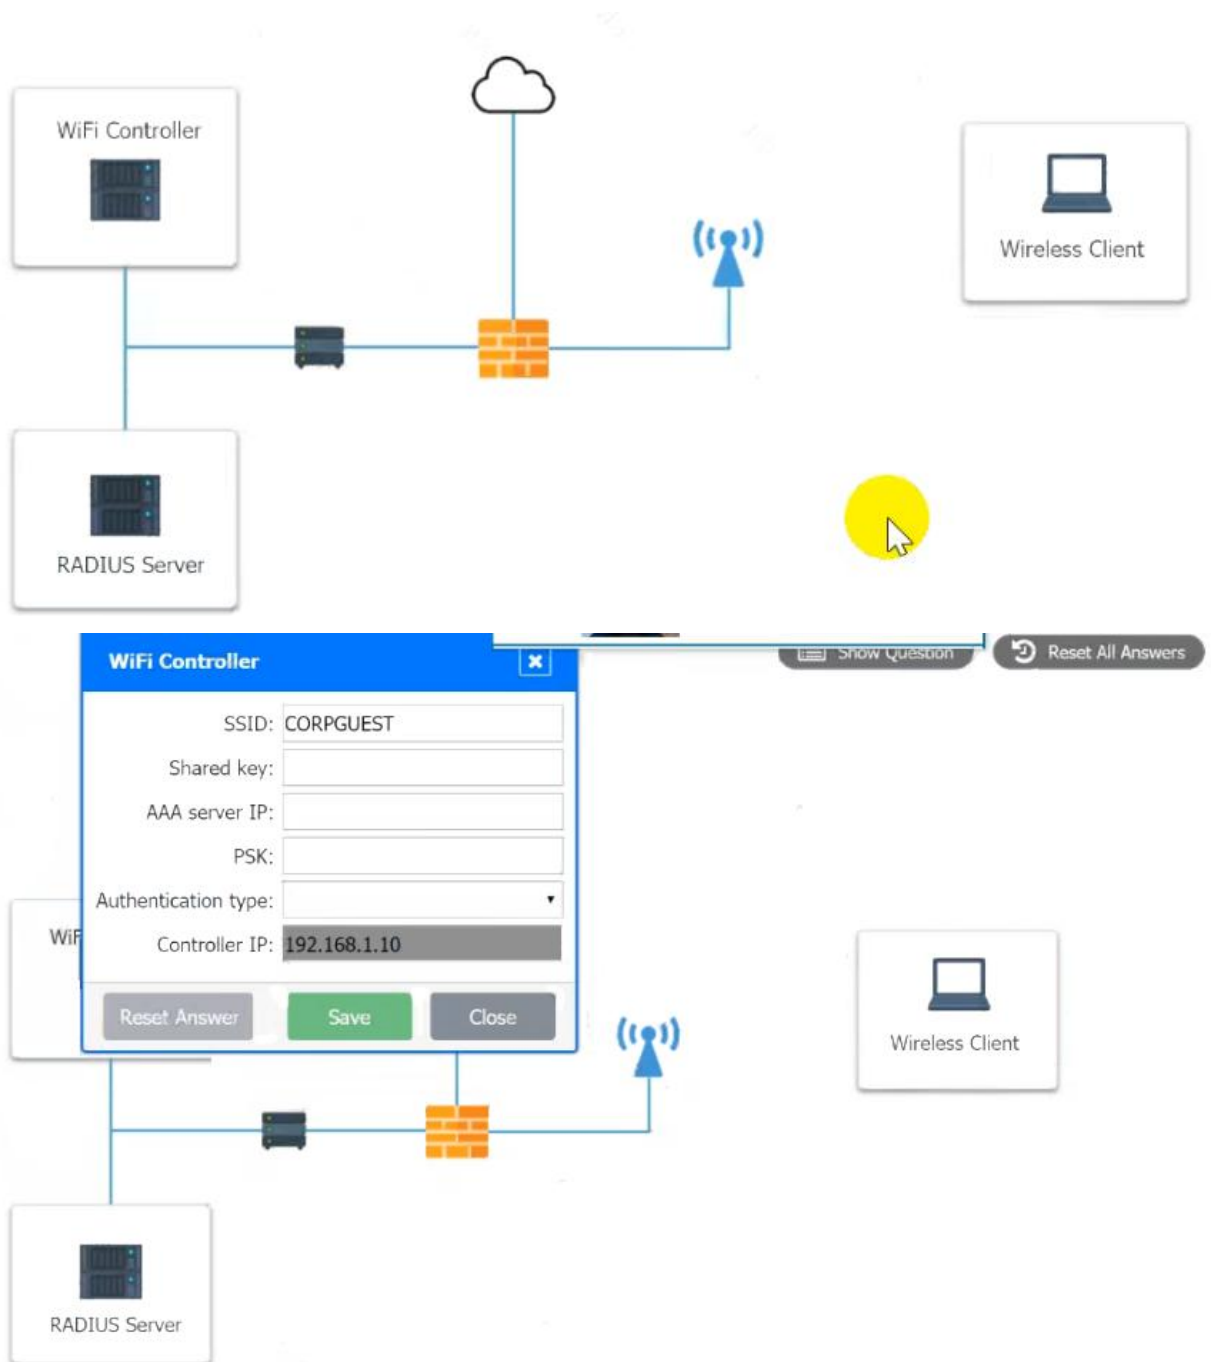 WiFi Controller
Wireless Client
RADIUS Server
WiFi Controller
Show Question
Reset All Answers
SSID: CORPGUEST
Shared key:
AAA server IP:
PSK:
Authentication type:
Controller IP: 192.168.1.10
Reset Answer Save Close
WiF
Wireless Client
RADIUS Server